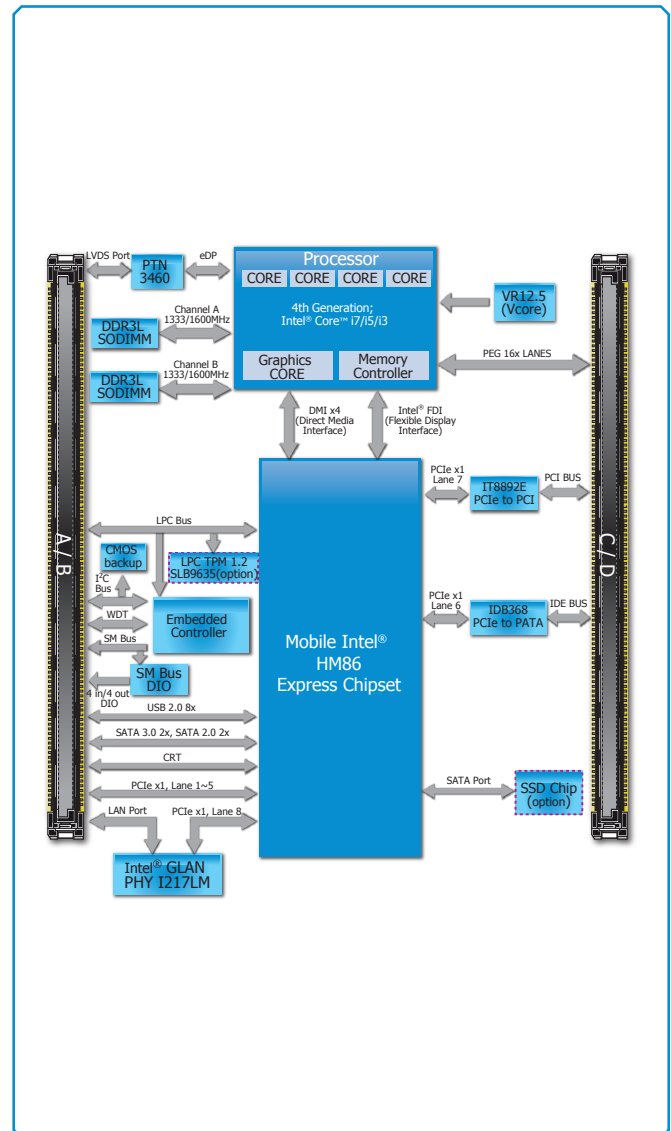 Processor
CORE CORE CORE CORE
4th Generation;
Intel® Core™ i7/i5/i3
Graphics
CORE
Memory
Controller
LVDS Port
PTN
3460
eDP
DDR3L
SODIMM
Channel A
1333/1600MHz
DDR3L
SODIMM
Channel B
1333/1600MHz
VR12.5
(Vcore)
PEG 16x LANES
DMI x4
(Direct Media
Interface)
Intel® FDI
(Flexible Display
Interface)
A / B
C / D
PCIe x1
Lane 7
IT8892E
PCIe to PCI
PCI BUS
LPC Bus
CMOS
backup
LPC TPM 1.2
SLB9635(option)
I²C
Bus
WDT
Embedded
Controller
SM Bus
SM Bus
DIO
4 in/4 out
DIO
PCIe x1
Lane 6
IDB368
PCIe to PATA
IDE BUS
Mobile Intel®
HM86
Express Chipset
USB 2.0 8x
SATA 3.0 2x, SATA 2.0 2x
CRT
PCIe x1, Lane 1~5
LAN Port
PCIe x1, Lane 8
Intel® GLAN
PHY I217LM
SATA Port
SSD Chip
(option)